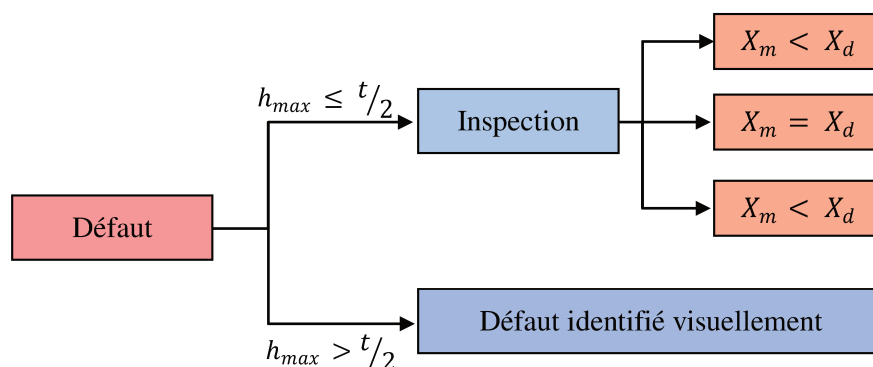 Défaut
h_max ≤ t/2
Inspection
X_m < X_d
X_m = X_d
X_m < X_d
h_max > t/2
Défaut identifié visuellement